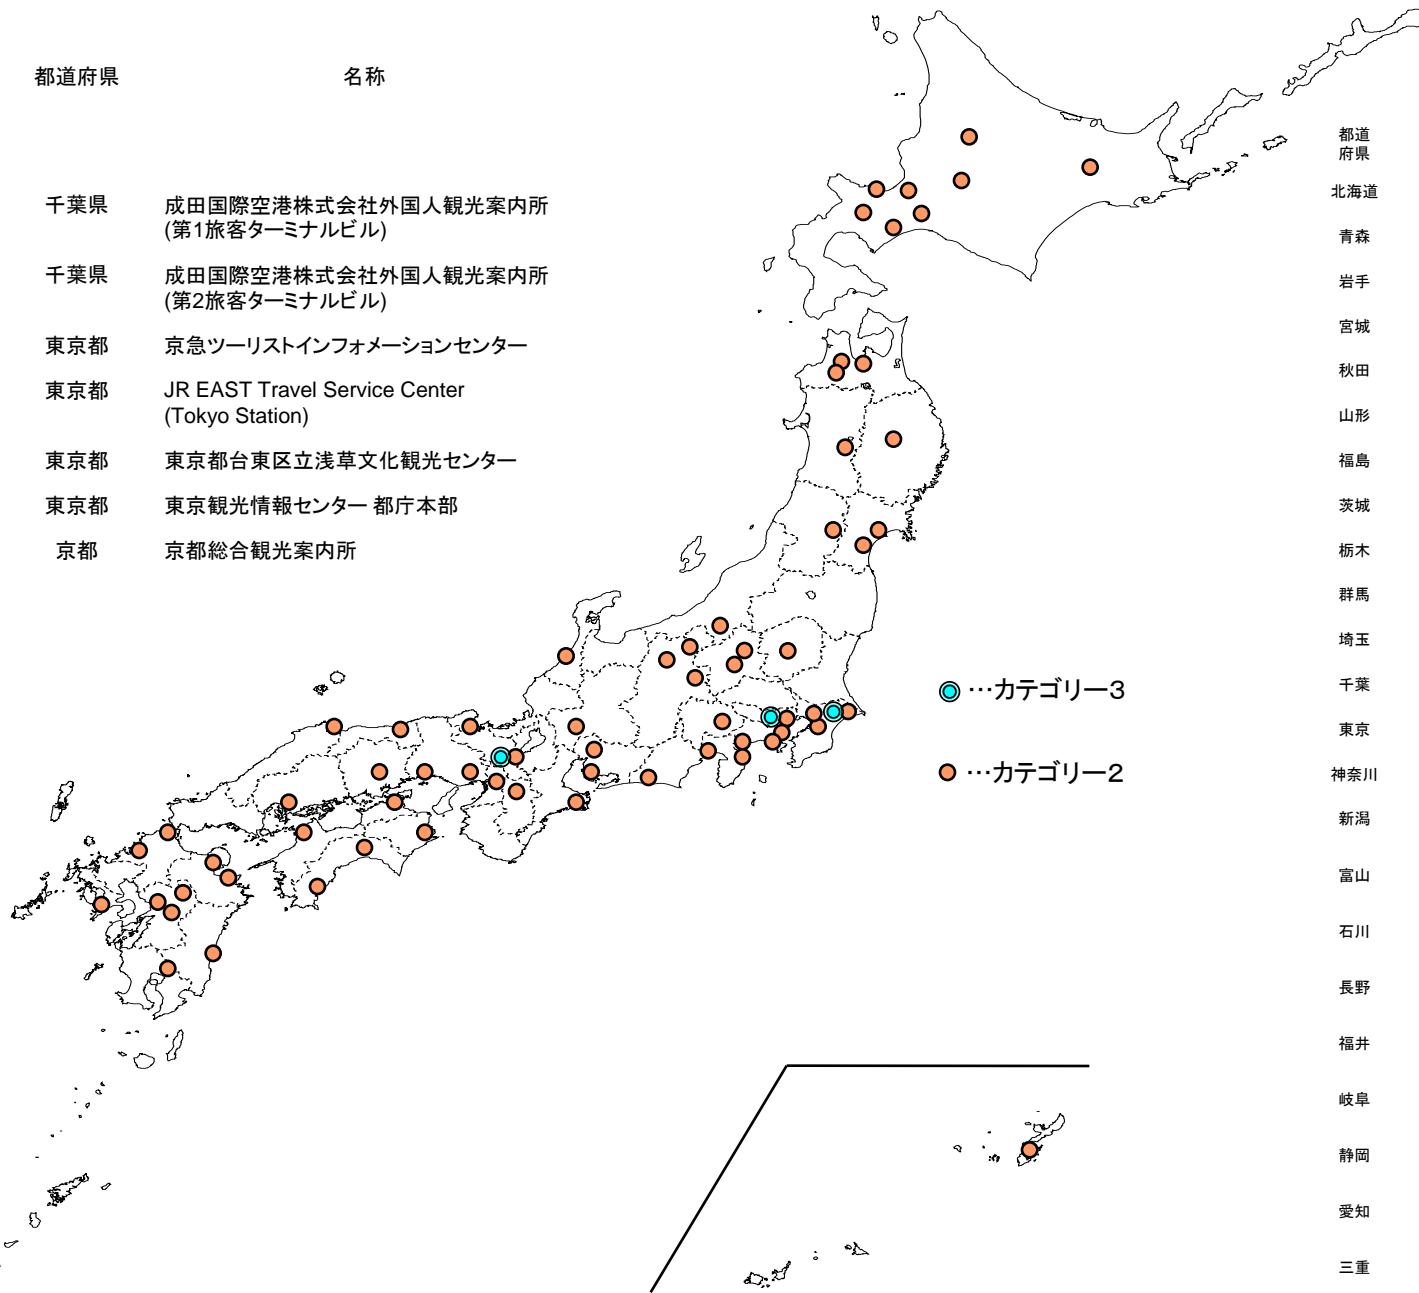 都道府県 名称
千葉県 成田国際空港株式会社外国人観光案内所
(第1旅客ターミナルビル)
千葉県 成田国際空港株式会社外国人観光案内所
(第2旅客ターミナルビル)
東京都 京急ツーリストインフォメーションセンター
東京都 JR EAST Travel Service Center
(Tokyo Station)
東京都 東京都台東区立浅草文化観光センター
東京都 東京観光情報センター 都庁本部
京都 京都総合観光案内所
…カテゴリー3
…カテゴリー2
都道
府県
北海道
青森
岩手
宮城
秋田
山形
福島
茨城
栃木
群馬
埼玉
千葉
東京
神奈川
新潟
富山
石川
長野
福井
岐阜
静岡
愛知
三重